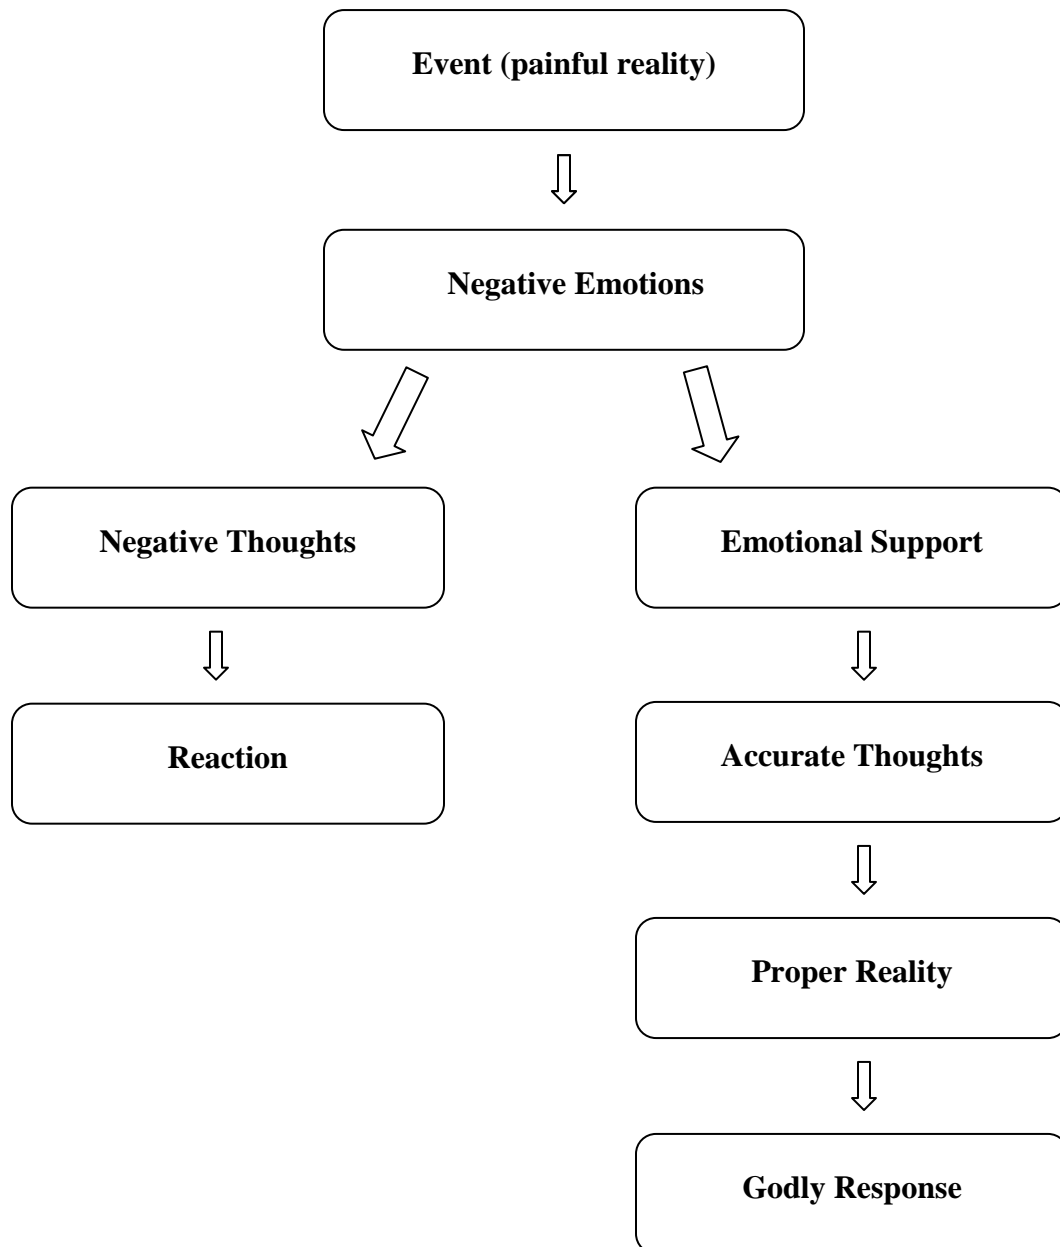 Event (painful reality)
Negative Emotions
Negative Thoughts
Emotional Support
Reaction
Accurate Thoughts
Proper Reality
Godly Response